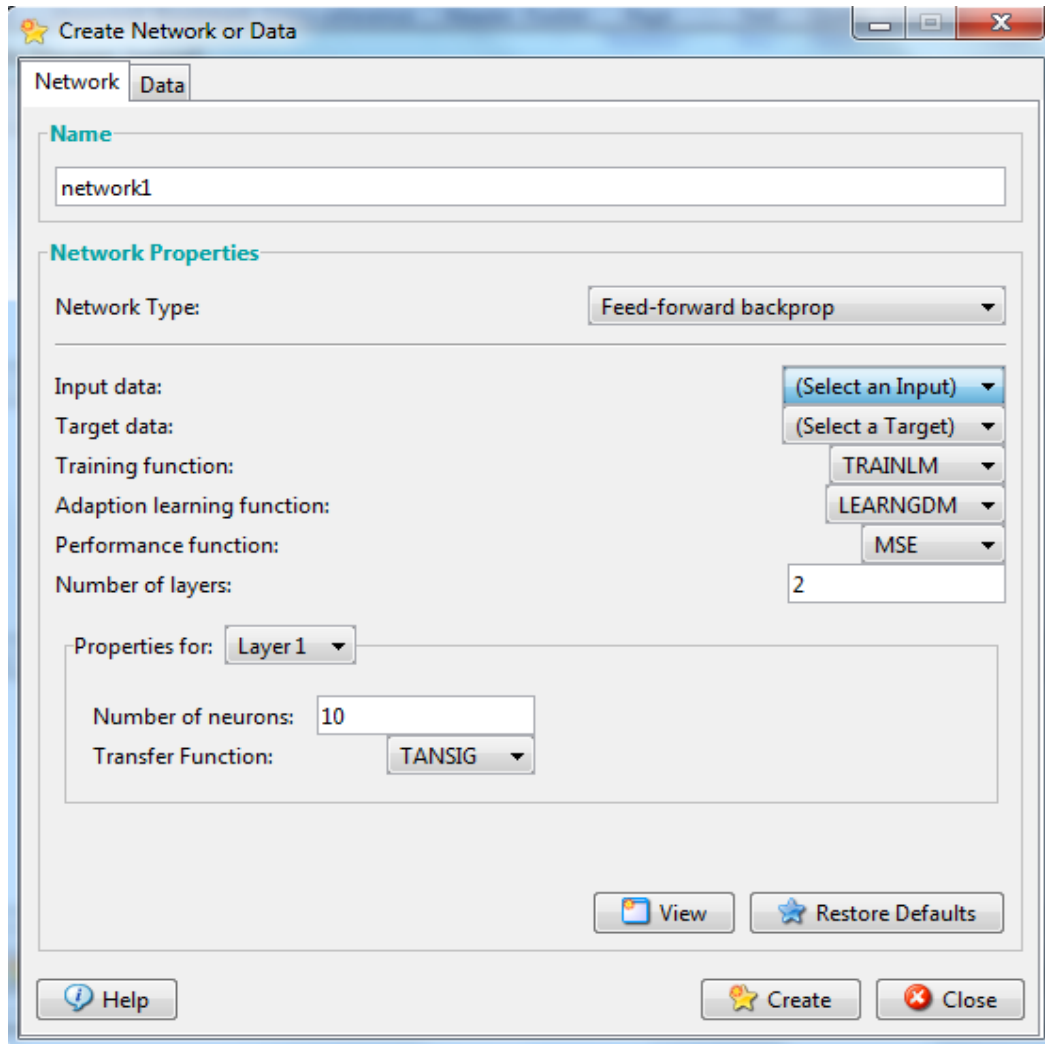 Create Network or Data
Network Data
Name
network1
Network Properties
Network Type: Feed-forward backprop
Input data: (Select an Input)
Target data: (Select a Target)
Training function: TRAINLM
Adaption learning function: LEARNGDM
Performance function: MSE
Number of layers: 2
Properties for: Layer 1
Number of neurons: 10
Transfer Function: TANSIG
View Restore Defaults
Help Create Close